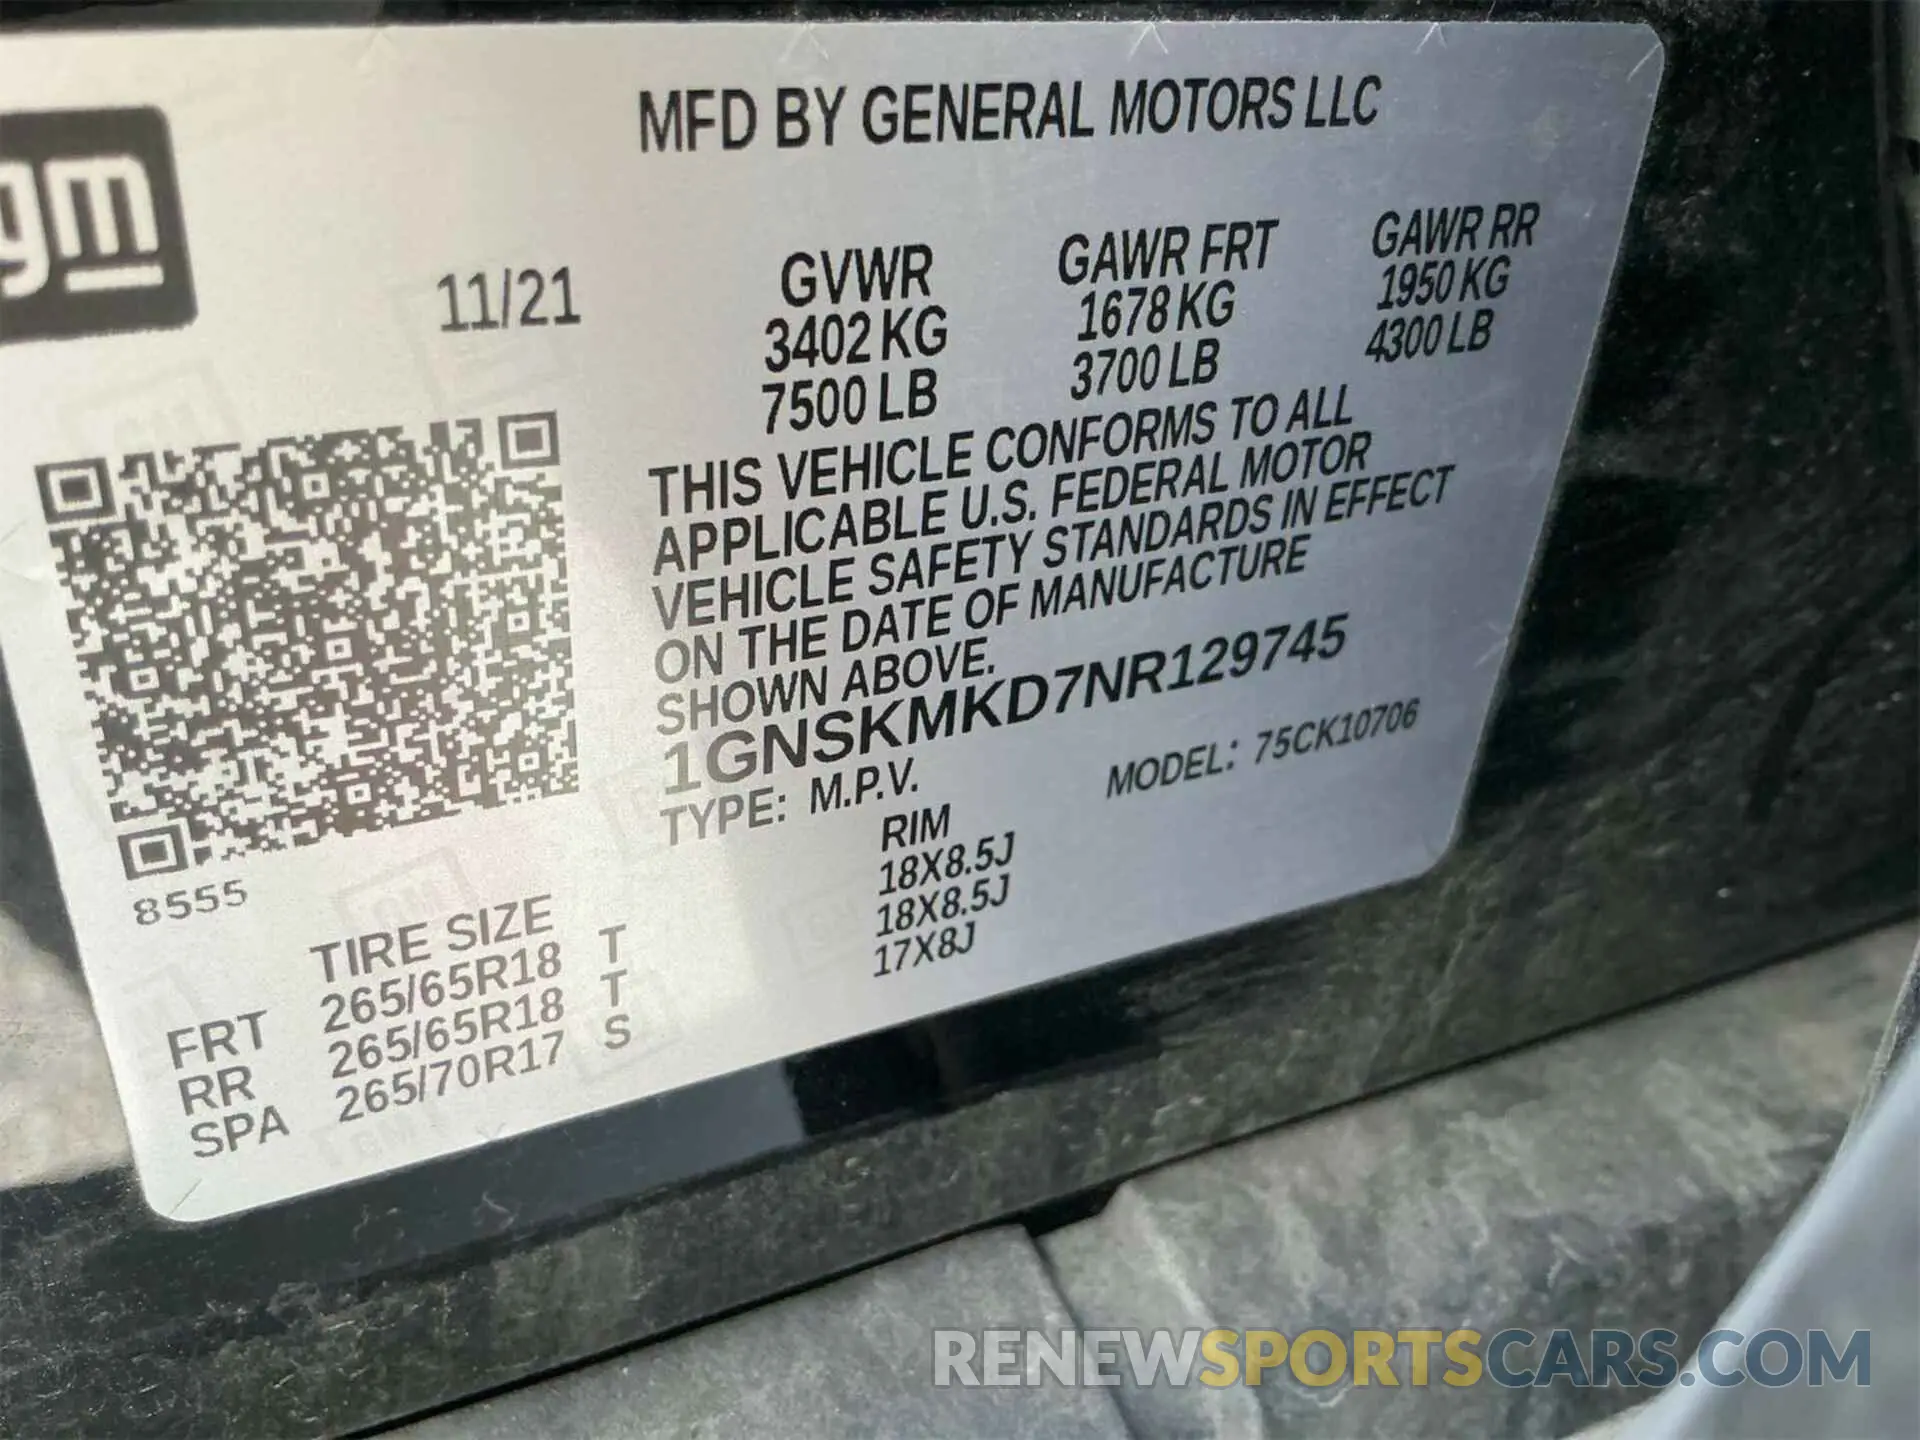 MFD BY GENERAL MOTORS LLC
gm
11/21
GVWR GAWR FRT GAWR RR
3402 KG 1678 KG 1950 KG
7500 LB 3700 LB 4300 LB
THIS VEHICLE CONFORMS TO ALL
APPLICABLE U.S. FEDERAL MOTOR
VEHICLE SAFETY STANDARDS IN EFFECT
ON THE DATE OF MANUFACTURE
SHOWN ABOVE.
1GNSKMKD7NR129745
TYPE: M.P.V. MODEL: 75CK10706
8555
TIRE SIZE RIM
FRT 265/65R18 T 18X8.5J
RR 265/65R18 T 18X8.5J
SPA 265/70R17 S 17X8J
RENEWSPORTSCARS.COM